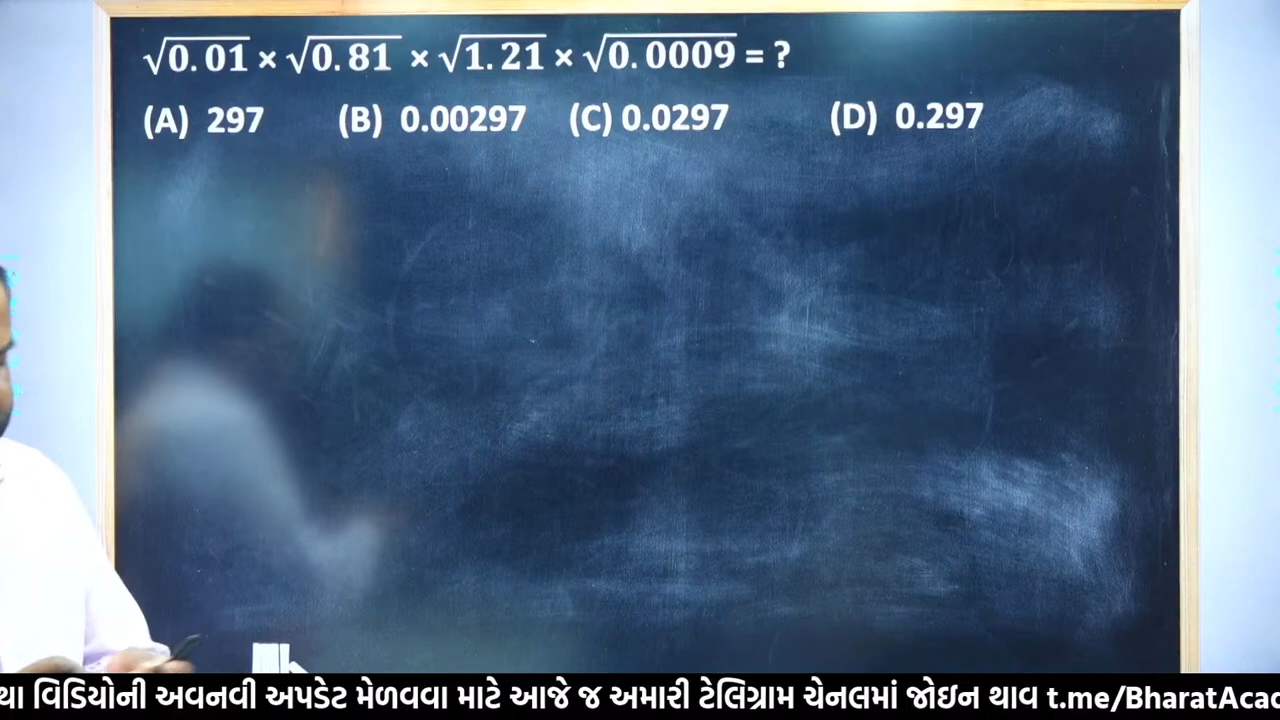 √0.01 × √0.81 × √1.21 × √0.0009 = ?
(A) 297 (B) 0.00297 (C) 0.0297 (D) 0.297
વિડિયોની અવનવી અપડેટ મેળવવા માટે આજે જ અમારી ટેલિગ્રામ ચેનલમાં જોઇન થાવ